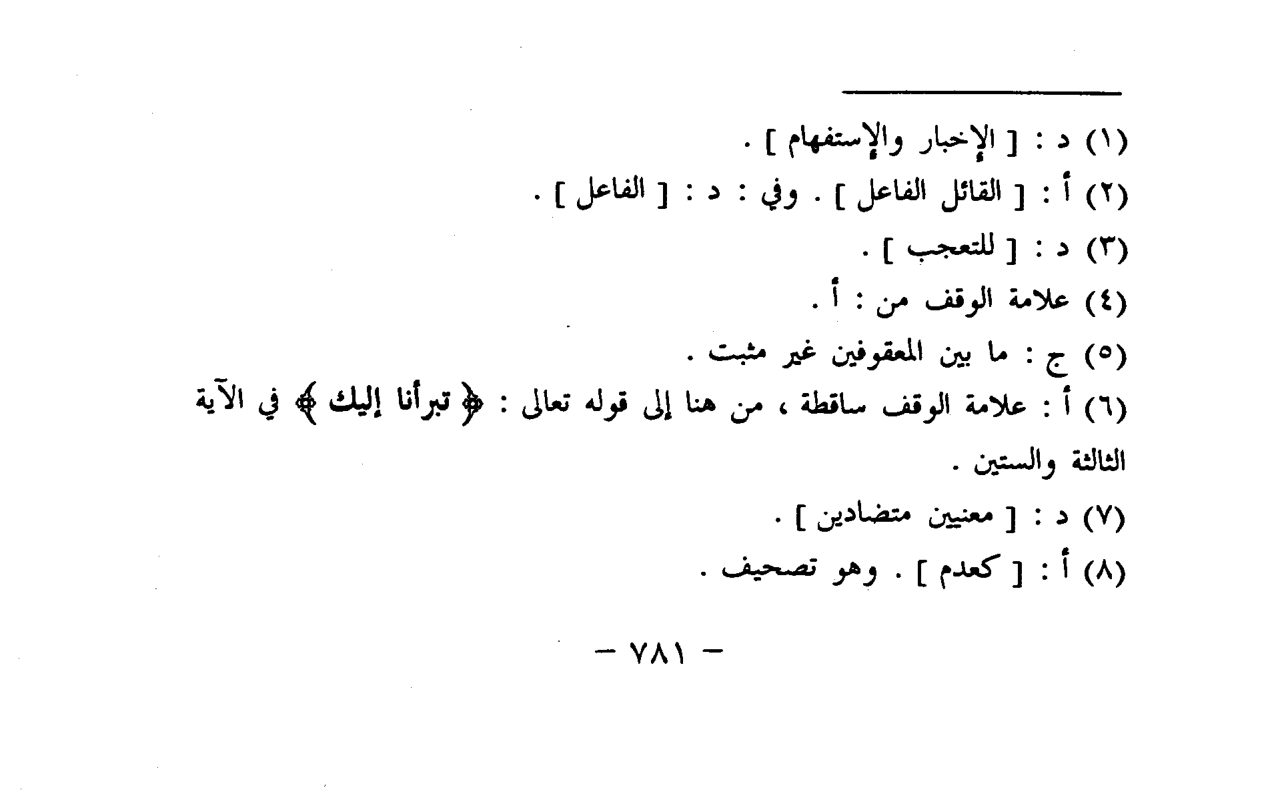 (١) د : [ الإخبار والإستفهام ] .
(٢) أ : [ القائل الفاعل ] . وفي : د : [ الفاعل ] .
(٣) د : [ للتعجب ] .
(٤) علامة الوقف من : أ .
(٥) ج : ما بين المعقوفين غير مثبت .
(٦) أ : علامة الوقف ساقطة ، من هنا إلى قوله تعالى : ﴿ تبرأنا إليك ﴾ في الآية
الثالثة والستين .
(٧) د : [ معنيين متضادين ] .
(٨) أ : [ كعدم ] . وهو تصحيف .
– ٧٨١ –